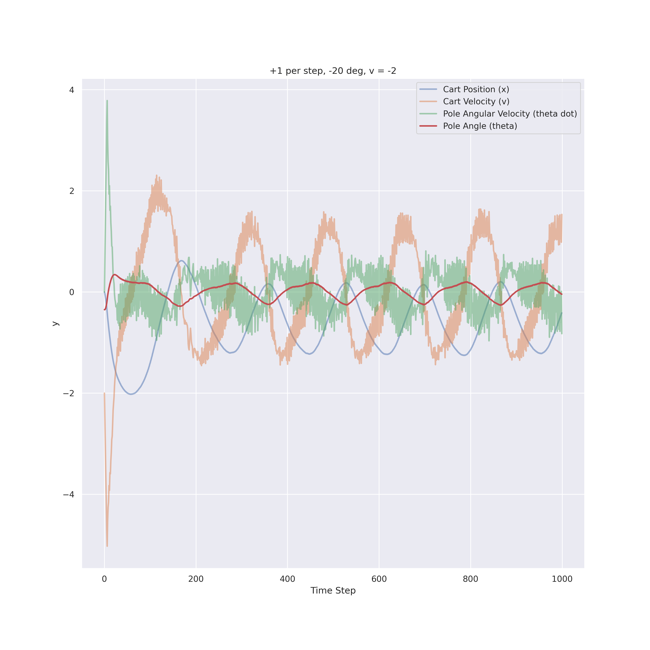 +1 per step, -20 deg, v = -2
Cart Position (x)
Cart Velocity (v)
Pole Angular Velocity (theta dot)
Pole Angle (theta)
4
2
0
−2
−4
y
0 200 400 600 800 1000
Time Step